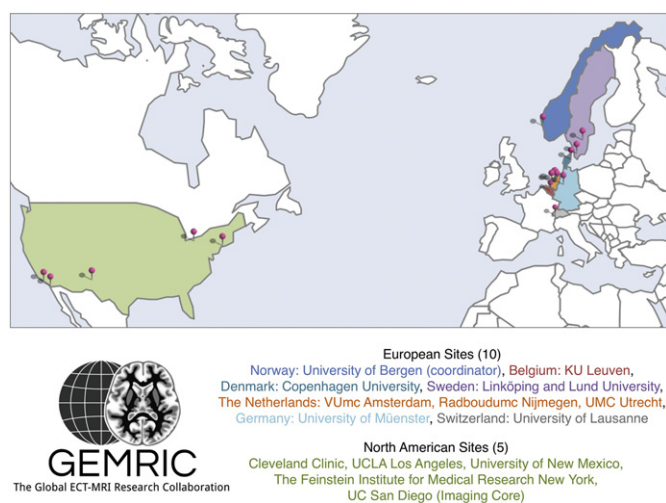 European Sites (10)
Norway: University of Bergen (coordinator), Belgium: KU Leuven,
Denmark: Copenhagen University, Sweden: Linköping and Lund University,
The Netherlands: VUmc Amsterdam, Radboudumc Nijmegen, UMC Utrecht,
Germany: University of Müenster, Switzerland: University of Lausanne
GEMRIC
The Global ECT-MRI Research Collaboration
North American Sites (5)
Cleveland Clinic, UCLA Los Angeles, University of New Mexico,
The Feinstein Institute for Medical Research New York,
UC San Diego (Imaging Core)